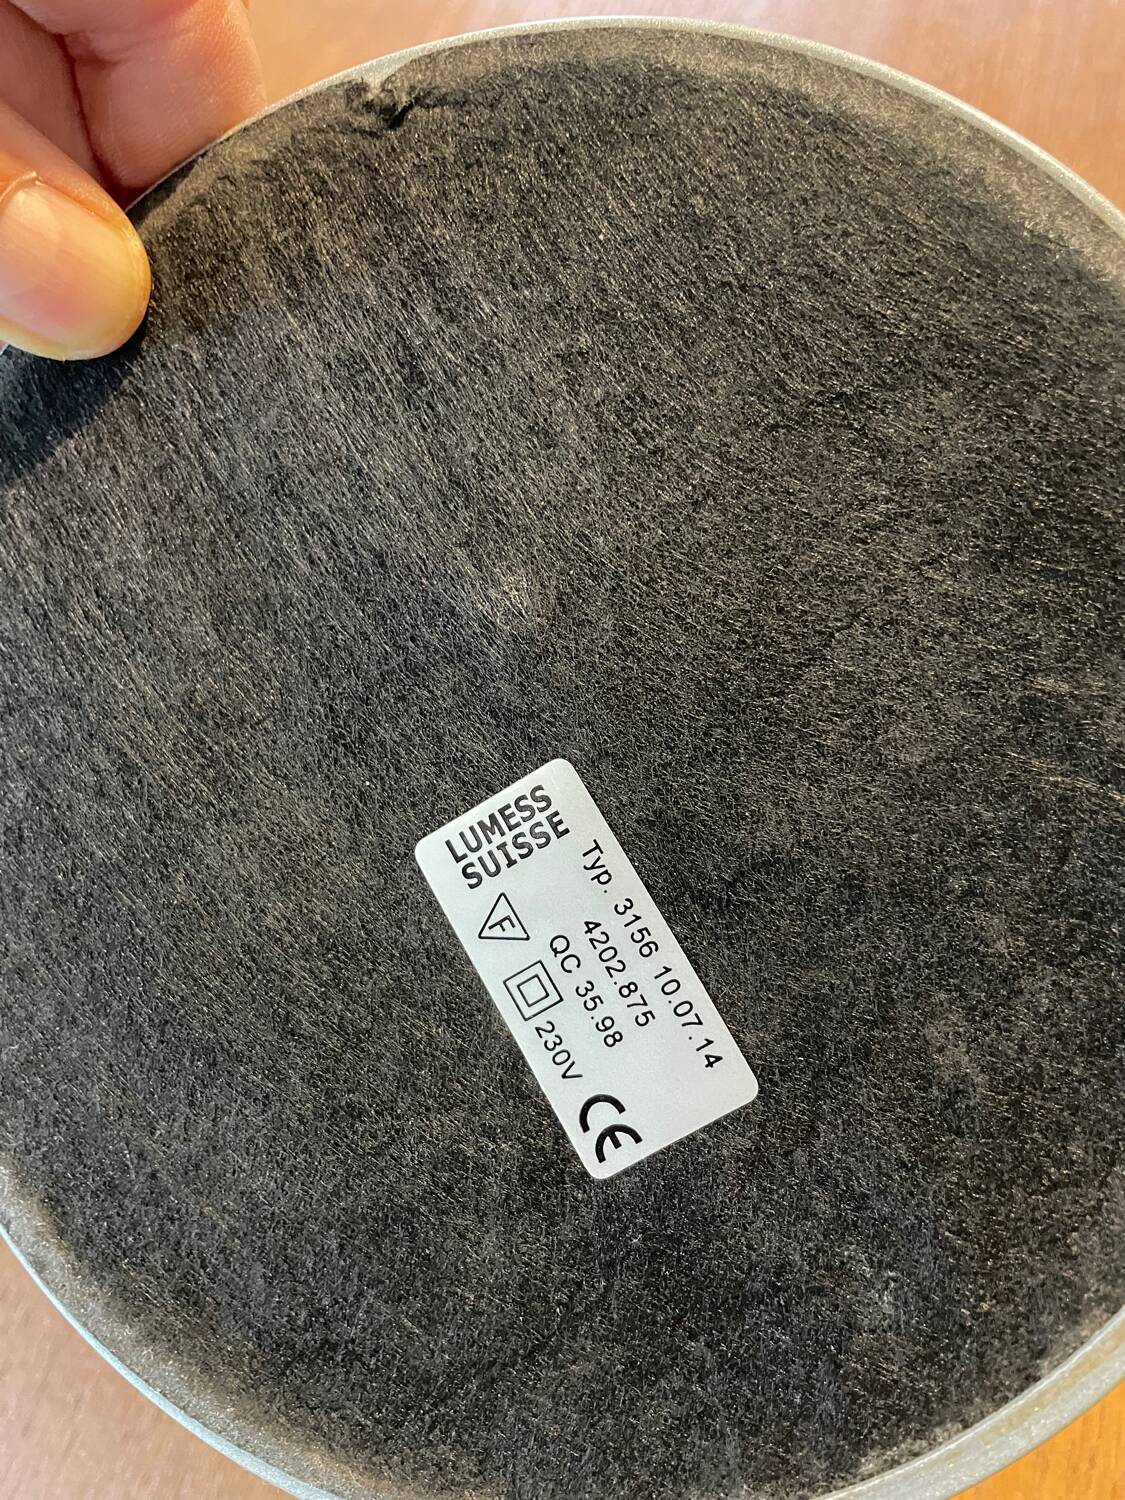 LUMESS
SUISSE
Typ. 3156 10.07.14
4202.875
QC 35.98
F
230V
CE